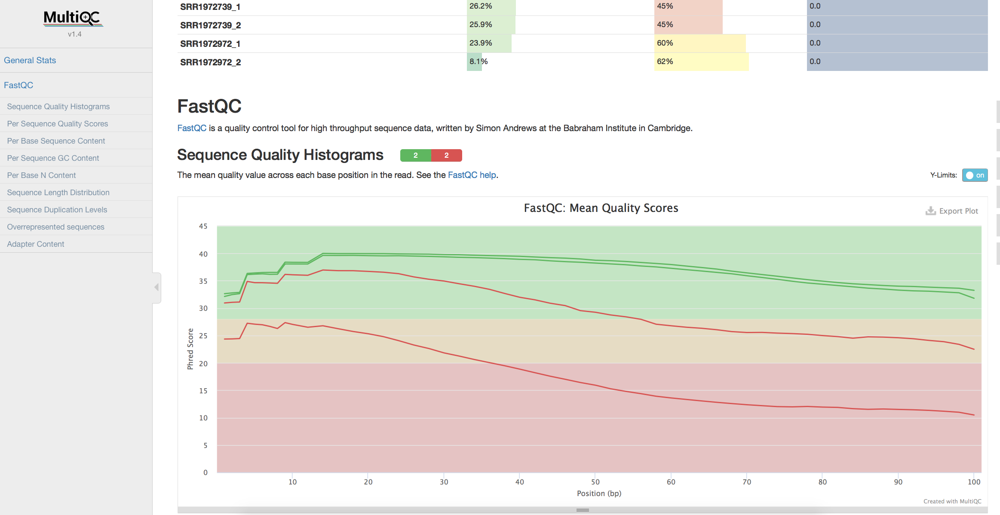 MultiQC
v1.4
General Stats
FastQC
Sequence Quality Histograms
Per Sequence Quality Scores
Per Base Sequence Content
Per Sequence GC Content
Per Base N Content
Sequence Length Distribution
Sequence Duplication Levels
Overrepresented sequences
Adapter Content
SRR1972739_1 26.2% 45% 0.0
SRR1972739_2 25.9% 45% 0.0
SRR1972972_1 23.9% 60% 0.0
SRR1972972_2 8.1% 62% 0.0
FastQC
FastQC is a quality control tool for high throughput sequence data, written by Simon Andrews at the Babraham Institute in Cambridge.
Sequence Quality Histograms 2 2
The mean quality value across each base position in the read. See the FastQC help.
Y-Limits: on
FastQC: Mean Quality Scores
Export Plot
45
40
35
30
25
20
15
10
5
0
Phred Score
10 20 30 40 50 60 70 80 90 100
Position (bp)
Created with MultiQC